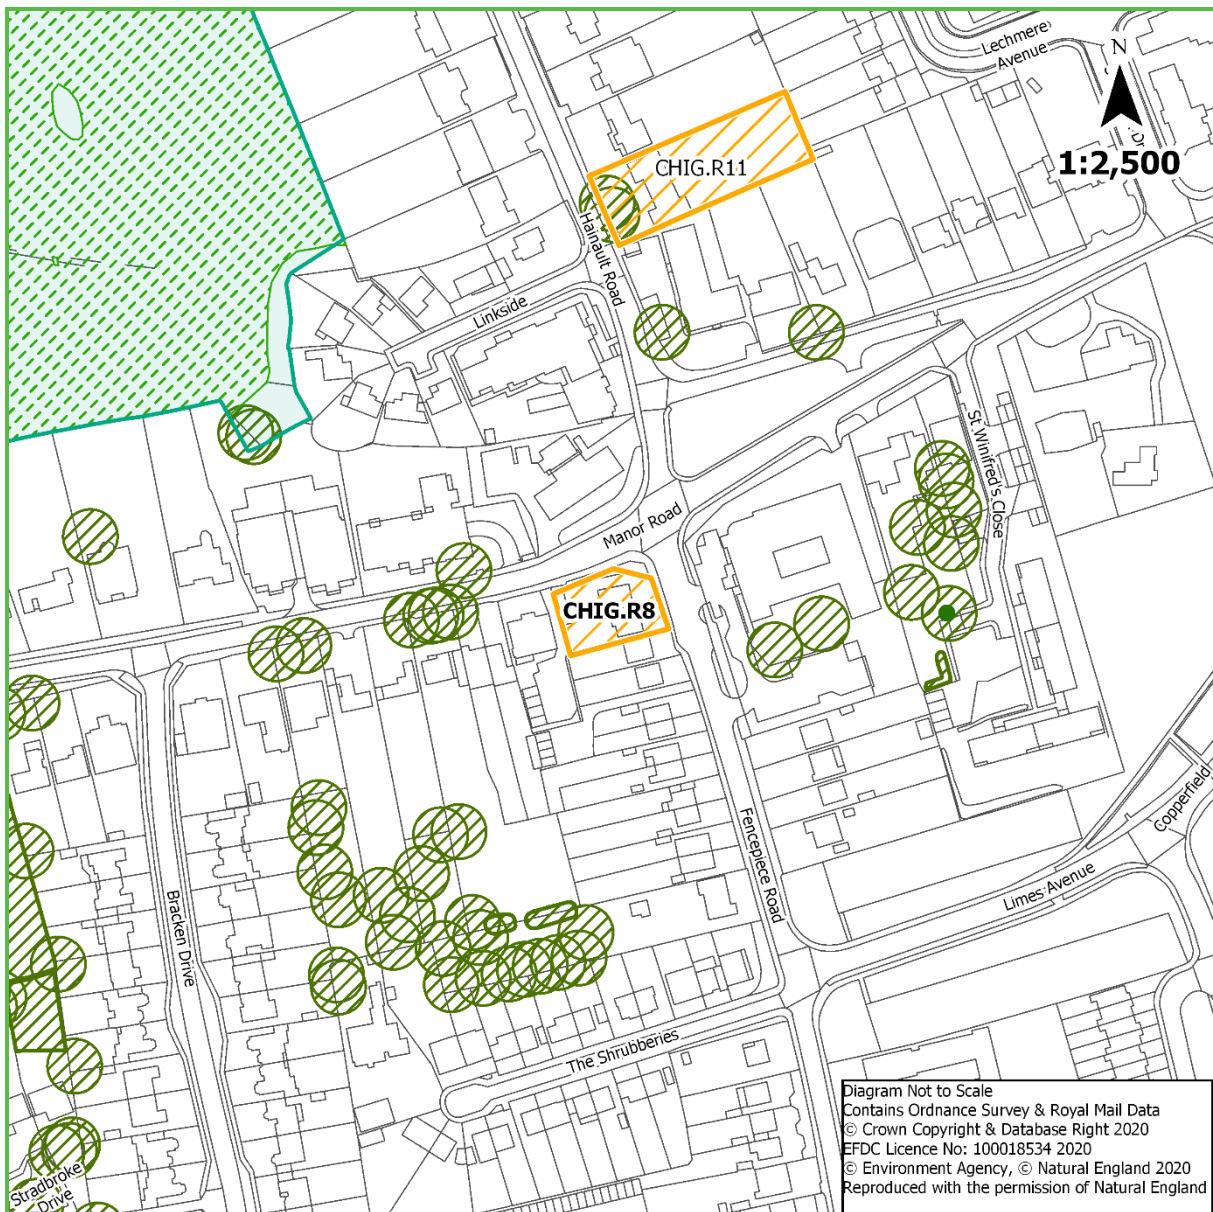 Lechmere
Avenue
N
1:2,500
CHIG.R11
Hainault Road
Linkside
St Winifred's Close
Manor Road
CHIG.R8
Copperfield
Fencepiece Road
Limes Avenue
Bracken Drive
The Shrubberies
Stradbroke
Drive
Diagram Not to Scale
Contains Ordnance Survey & Royal Mail Data
© Crown Copyright & Database Right 2020
EFDC Licence No: 100018534 2020
© Environment Agency, © Natural England 2020
Reproduced with the permission of Natural England